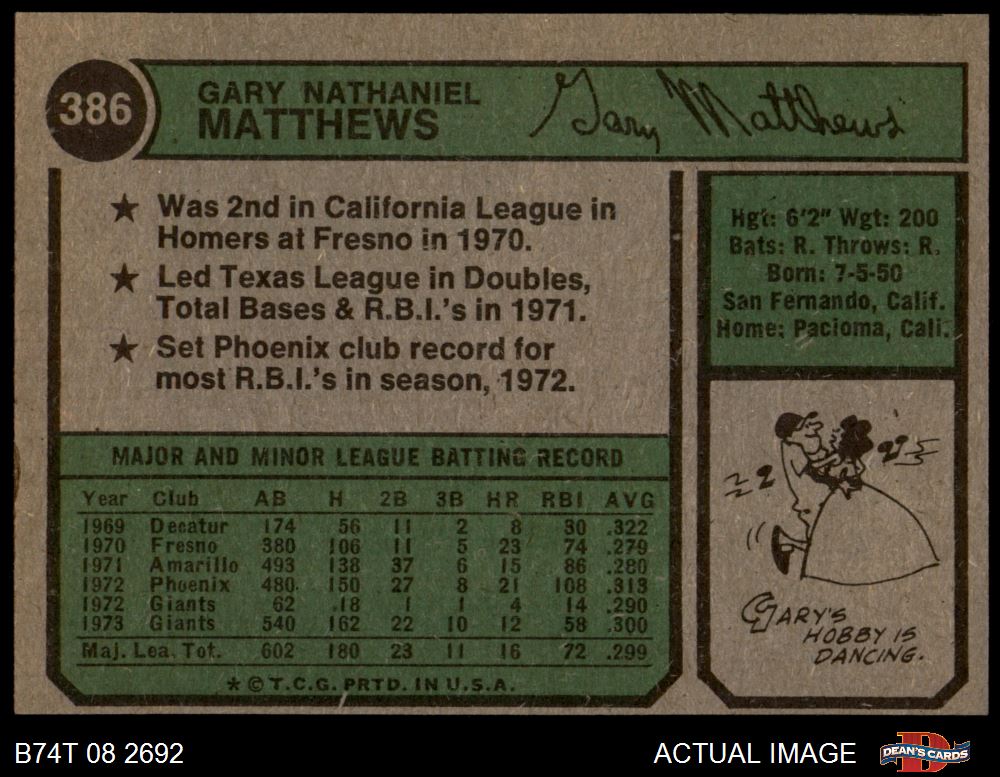 386
GARY NATHANIEL
MATTHEWS
Gary Matthews
★ Was 2nd in California League in
Homers at Fresno in 1970.
★ Led Texas League in Doubles,
Total Bases & R.B.I.'s in 1971.
★ Set Phoenix club record for
most R.B.I.'s in season, 1972.
Hgt: 6'2" Wgt: 200
Bats: R. Throws: R.
Born: 7-5-50
San Fernando, Calif.
Home: Pacioma, Cali.
MAJOR AND MINOR LEAGUE BATTING RECORD
Year Club AB H 2B 3B HR RBI AVG
1969 Decatur 174 56 11 2 8 30 .322
1970 Fresno 380 106 11 5 23 74 .279
1971 Amarillo 493 138 37 6 15 86 .280
1972 Phoenix 480 150 27 8 21 108 .313
1972 Giants 62 18 1 1 4 14 .290
1973 Giants 540 162 22 10 12 58 .300
Maj. Lea. Tot. 602 180 23 11 16 72 .299
* © T.C.G. PRTD. IN U.S.A.
GARY'S
HOBBY IS
DANCING.
B74T 08 2692
ACTUAL IMAGE
DEAN'S CARDS